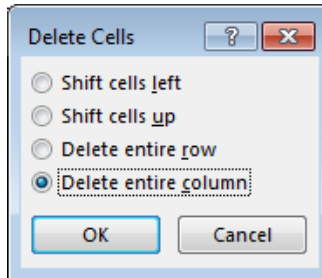 Delete Cells
Shift cells left
Shift cells up
Delete entire row
Delete entire column
OK Cancel